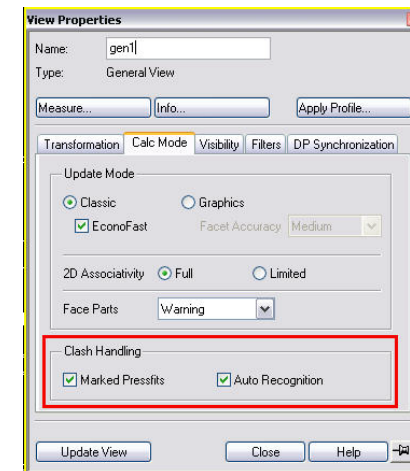 View Properties
Name: gen1
Type: General View
Measure... Info... Apply Profile...
Transformation Calc Mode Visibility Filters DP Synchronization
Update Mode
Classic Graphics
EconoFast Facet Accuracy Medium
2D Associativity Full Limited
Face Parts Warning
Clash Handling
Marked Pressfits Auto Recognition
Update View Close Help